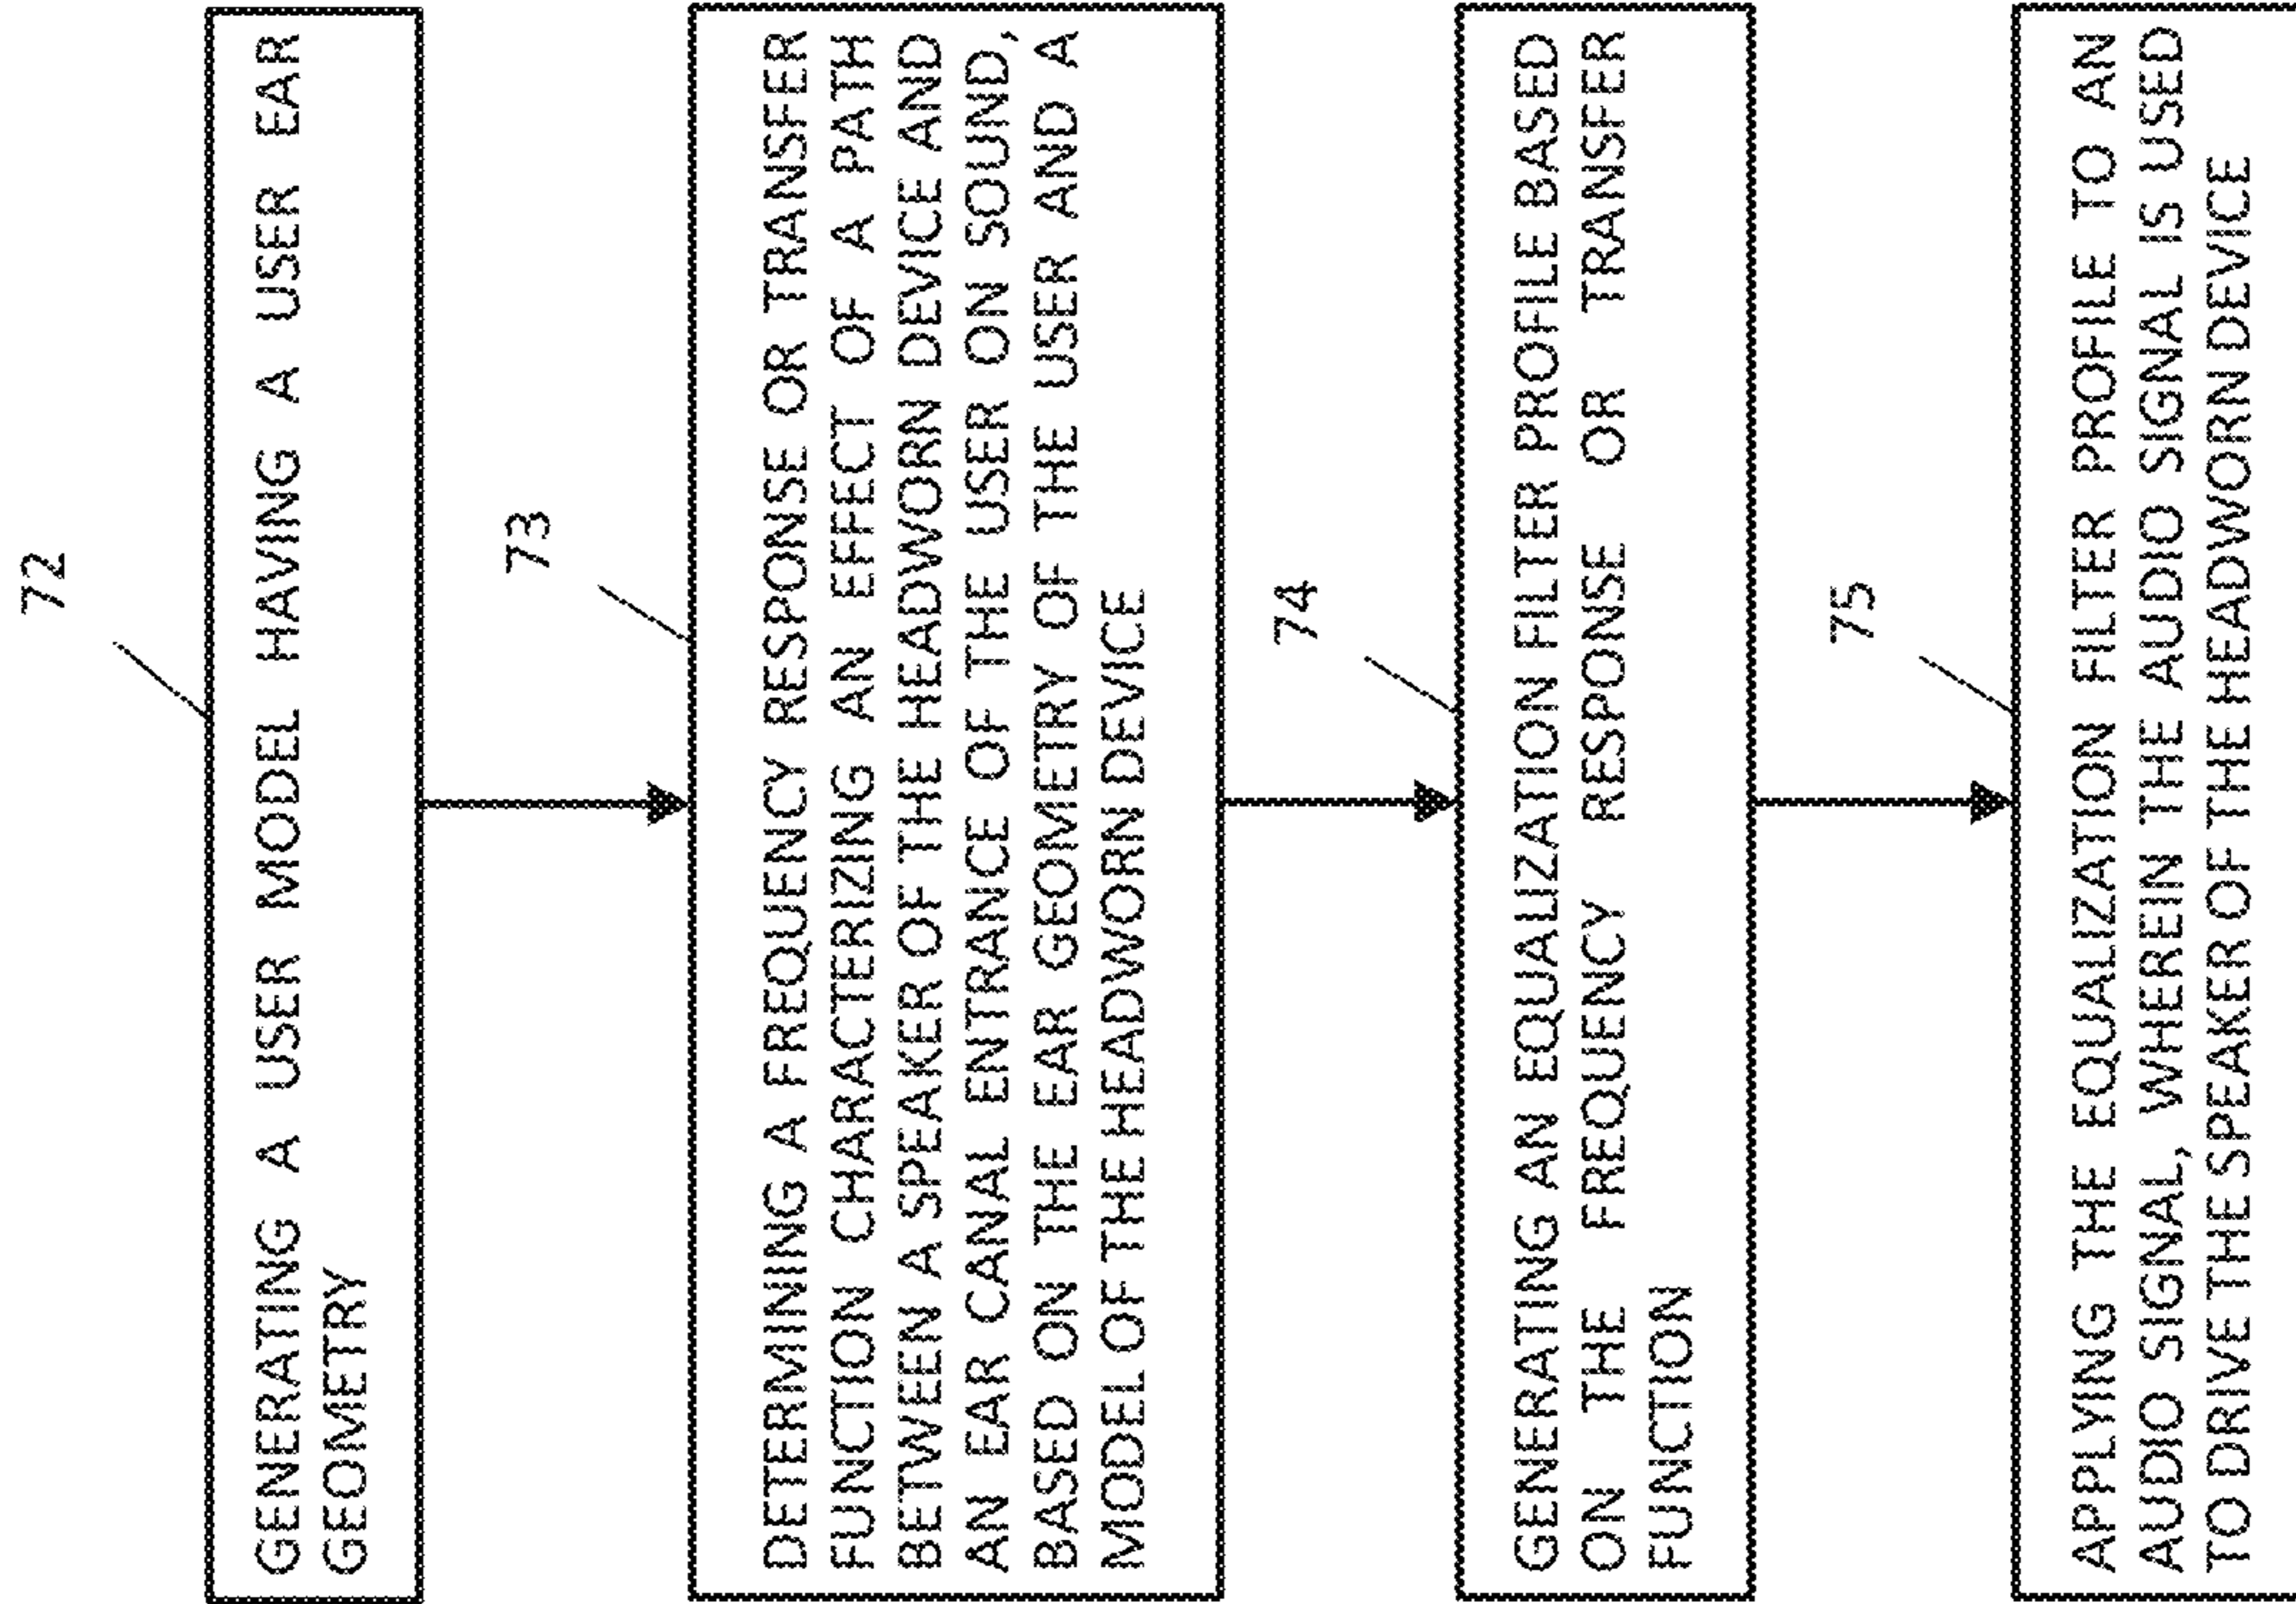 72
GENERATING A USER MODEL HAVING A USER EAR
GEOMETRY
73
DETERMINING A FREQUENCY RESPONSE OR TRANSFER
FUNCTION CHARACTERIZING AN EFFECT OF A PATH
BETWEEN A SPEAKER OF THE HEADWORN DEVICE AND
AN EAR CANAL ENTRANCE OF THE USER ON SOUND,
BASED ON THE EAR GEOMETRY OF THE USER AND A
MODEL OF THE HEADWORN DEVICE
74
GENERATING AN EQUALIZATION FILTER PROFILE BASED
ON THE FREQUENCY RESPONSE OR TRANSFER
FUNCTION
75
APPLYING THE EQUALIZATION FILTER PROFILE TO AN
AUDIO SIGNAL, WHEREIN THE AUDIO SIGNAL IS USED
TO DRIVE THE SPEAKER OF THE HEADWORN DEVICE